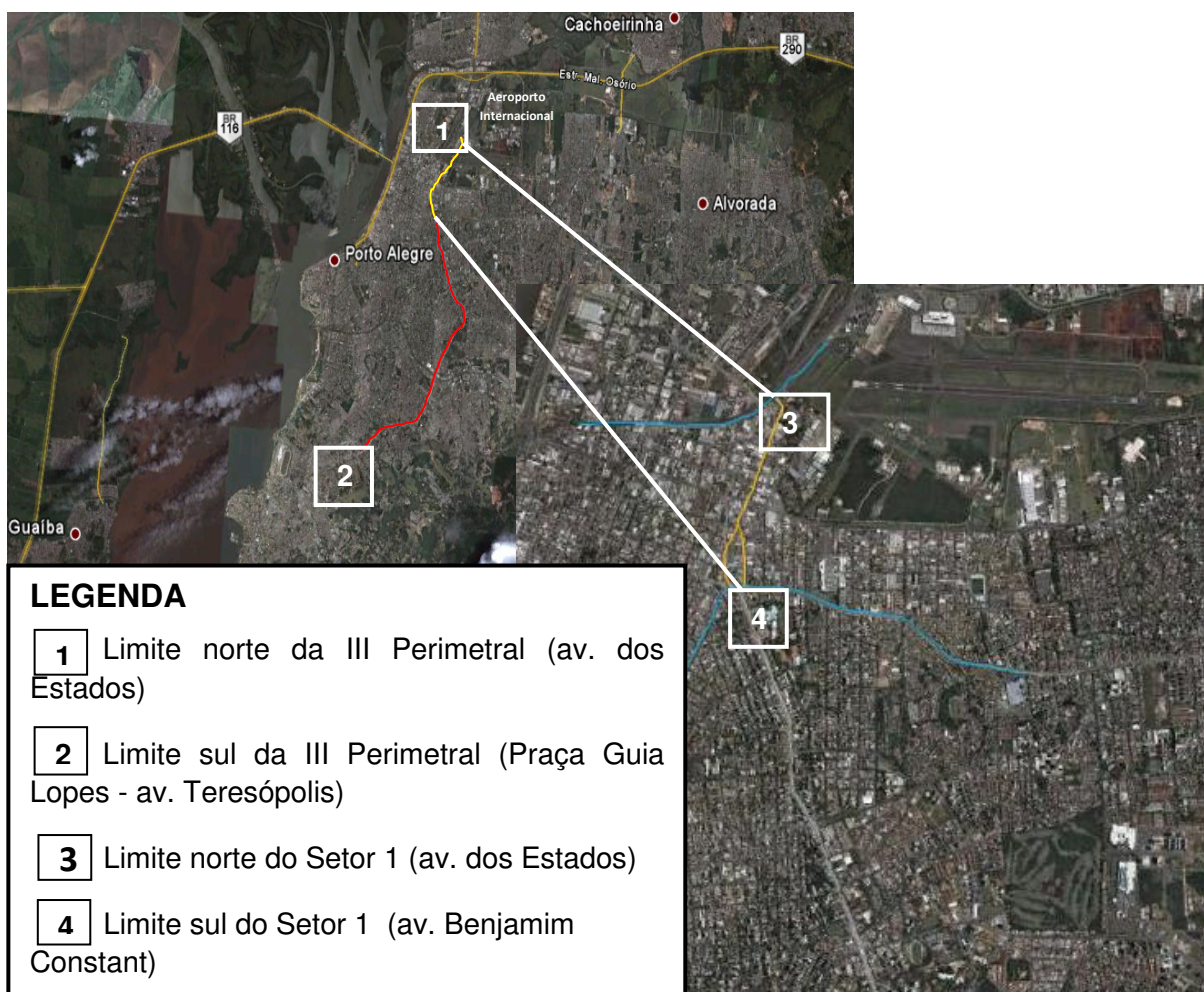 Cachoeirinha
BR
290
Estr. Mal. Osório
Aeroporto
Internacional
1
BR
116
Alvorada
Porto Alegre
3
2
Guaíba
4
LEGENDA
1 Limite norte da III Perimetral (av. dos
Estados)
2 Limite sul da III Perimetral (Praça Guia
Lopes - av. Teresópolis)
3 Limite norte do Setor 1 (av. dos Estados)
4 Limite sul do Setor 1 (av. Benjamim
Constant)